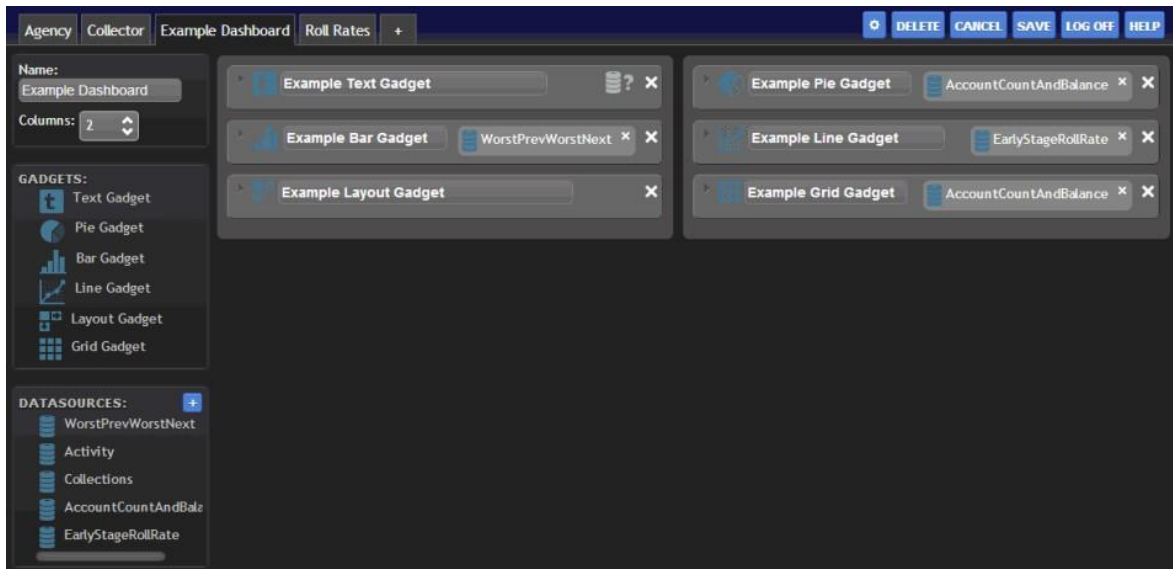 Agency Collector Example Dashboard Roll Rates +
DELETE CANCEL SAVE LOG OFF HELP
Name:
Example Dashboard
Columns: 2
GADGETS:
t Text Gadget
Pie Gadget
Bar Gadget
Line Gadget
Layout Gadget
Grid Gadget
DATASOURCES: +
WorstPrevWorstNext
Activity
Collections
AccountCountAndBala
EarlyStageRollRate
Example Text Gadget ? ×
Example Bar Gadget WorstPrevWorstNext × ×
Example Layout Gadget ×
Example Pie Gadget AccountCountAndBalance × ×
Example Line Gadget EarlyStageRollRate × ×
Example Grid Gadget AccountCountAndBalance × ×